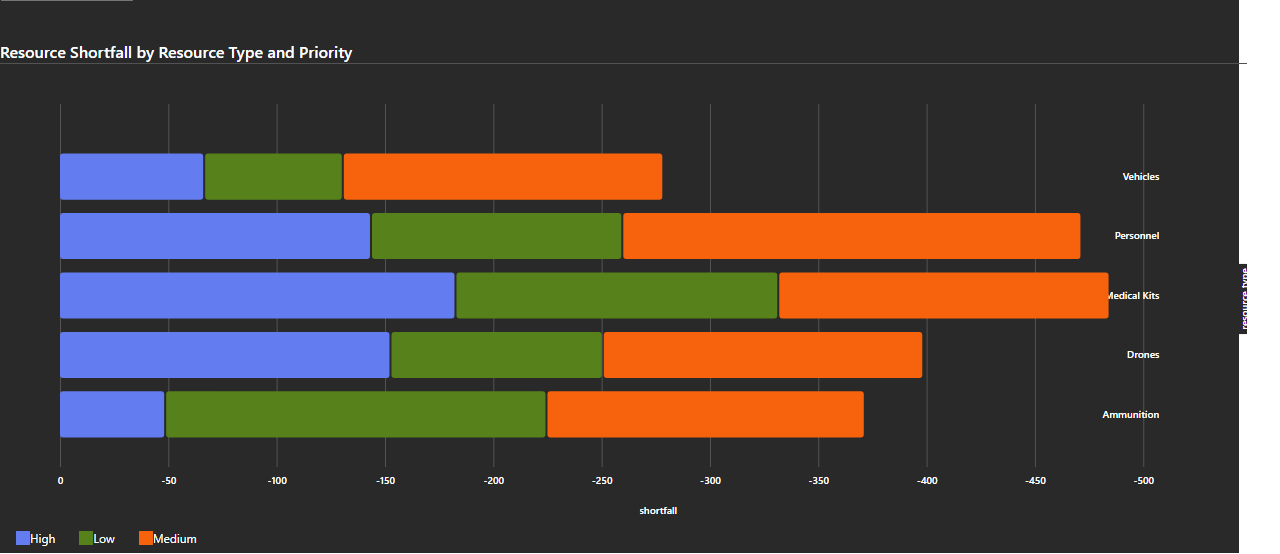 Resource Shortfall by Resource Type and Priority
Vehicles
Personnel
Medical Kits
Drones
Ammunition
resource type
0 -50 -100 -150 -200 -250 -300 -350 -400 -450 -500
shortfall
High Low Medium